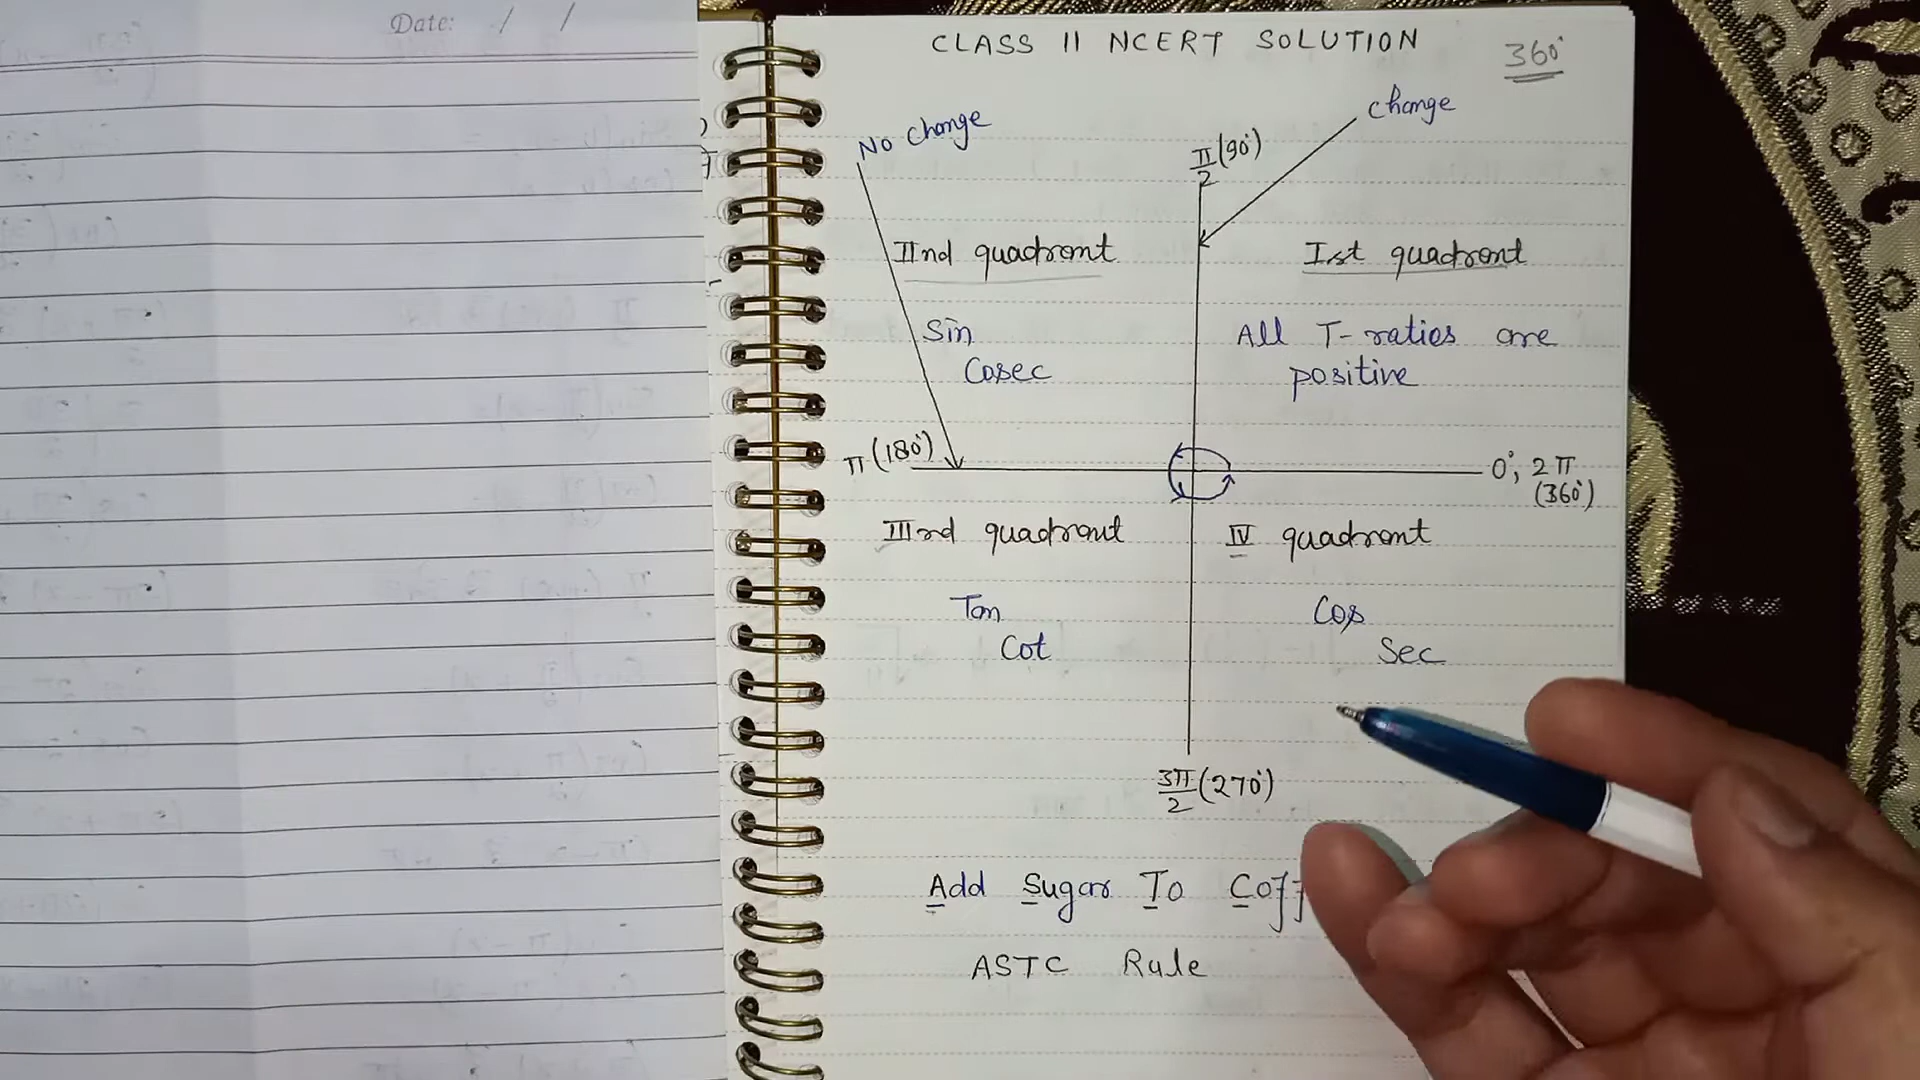 Date: / /
CLASS 11 NCERT SOLUTION
360°
change
No change
π/2 (90°)
IInd quadrant
Ist quadrant
Sin
Cosec
All T-ratios are
positive
π (180°)
0°, 2π
(360°)
IIIrd quadrant
IV quadrant
Tan
Cot
Cos
Sec
3π/2 (270°)
Add Sugar To Coff
ASTC Rule